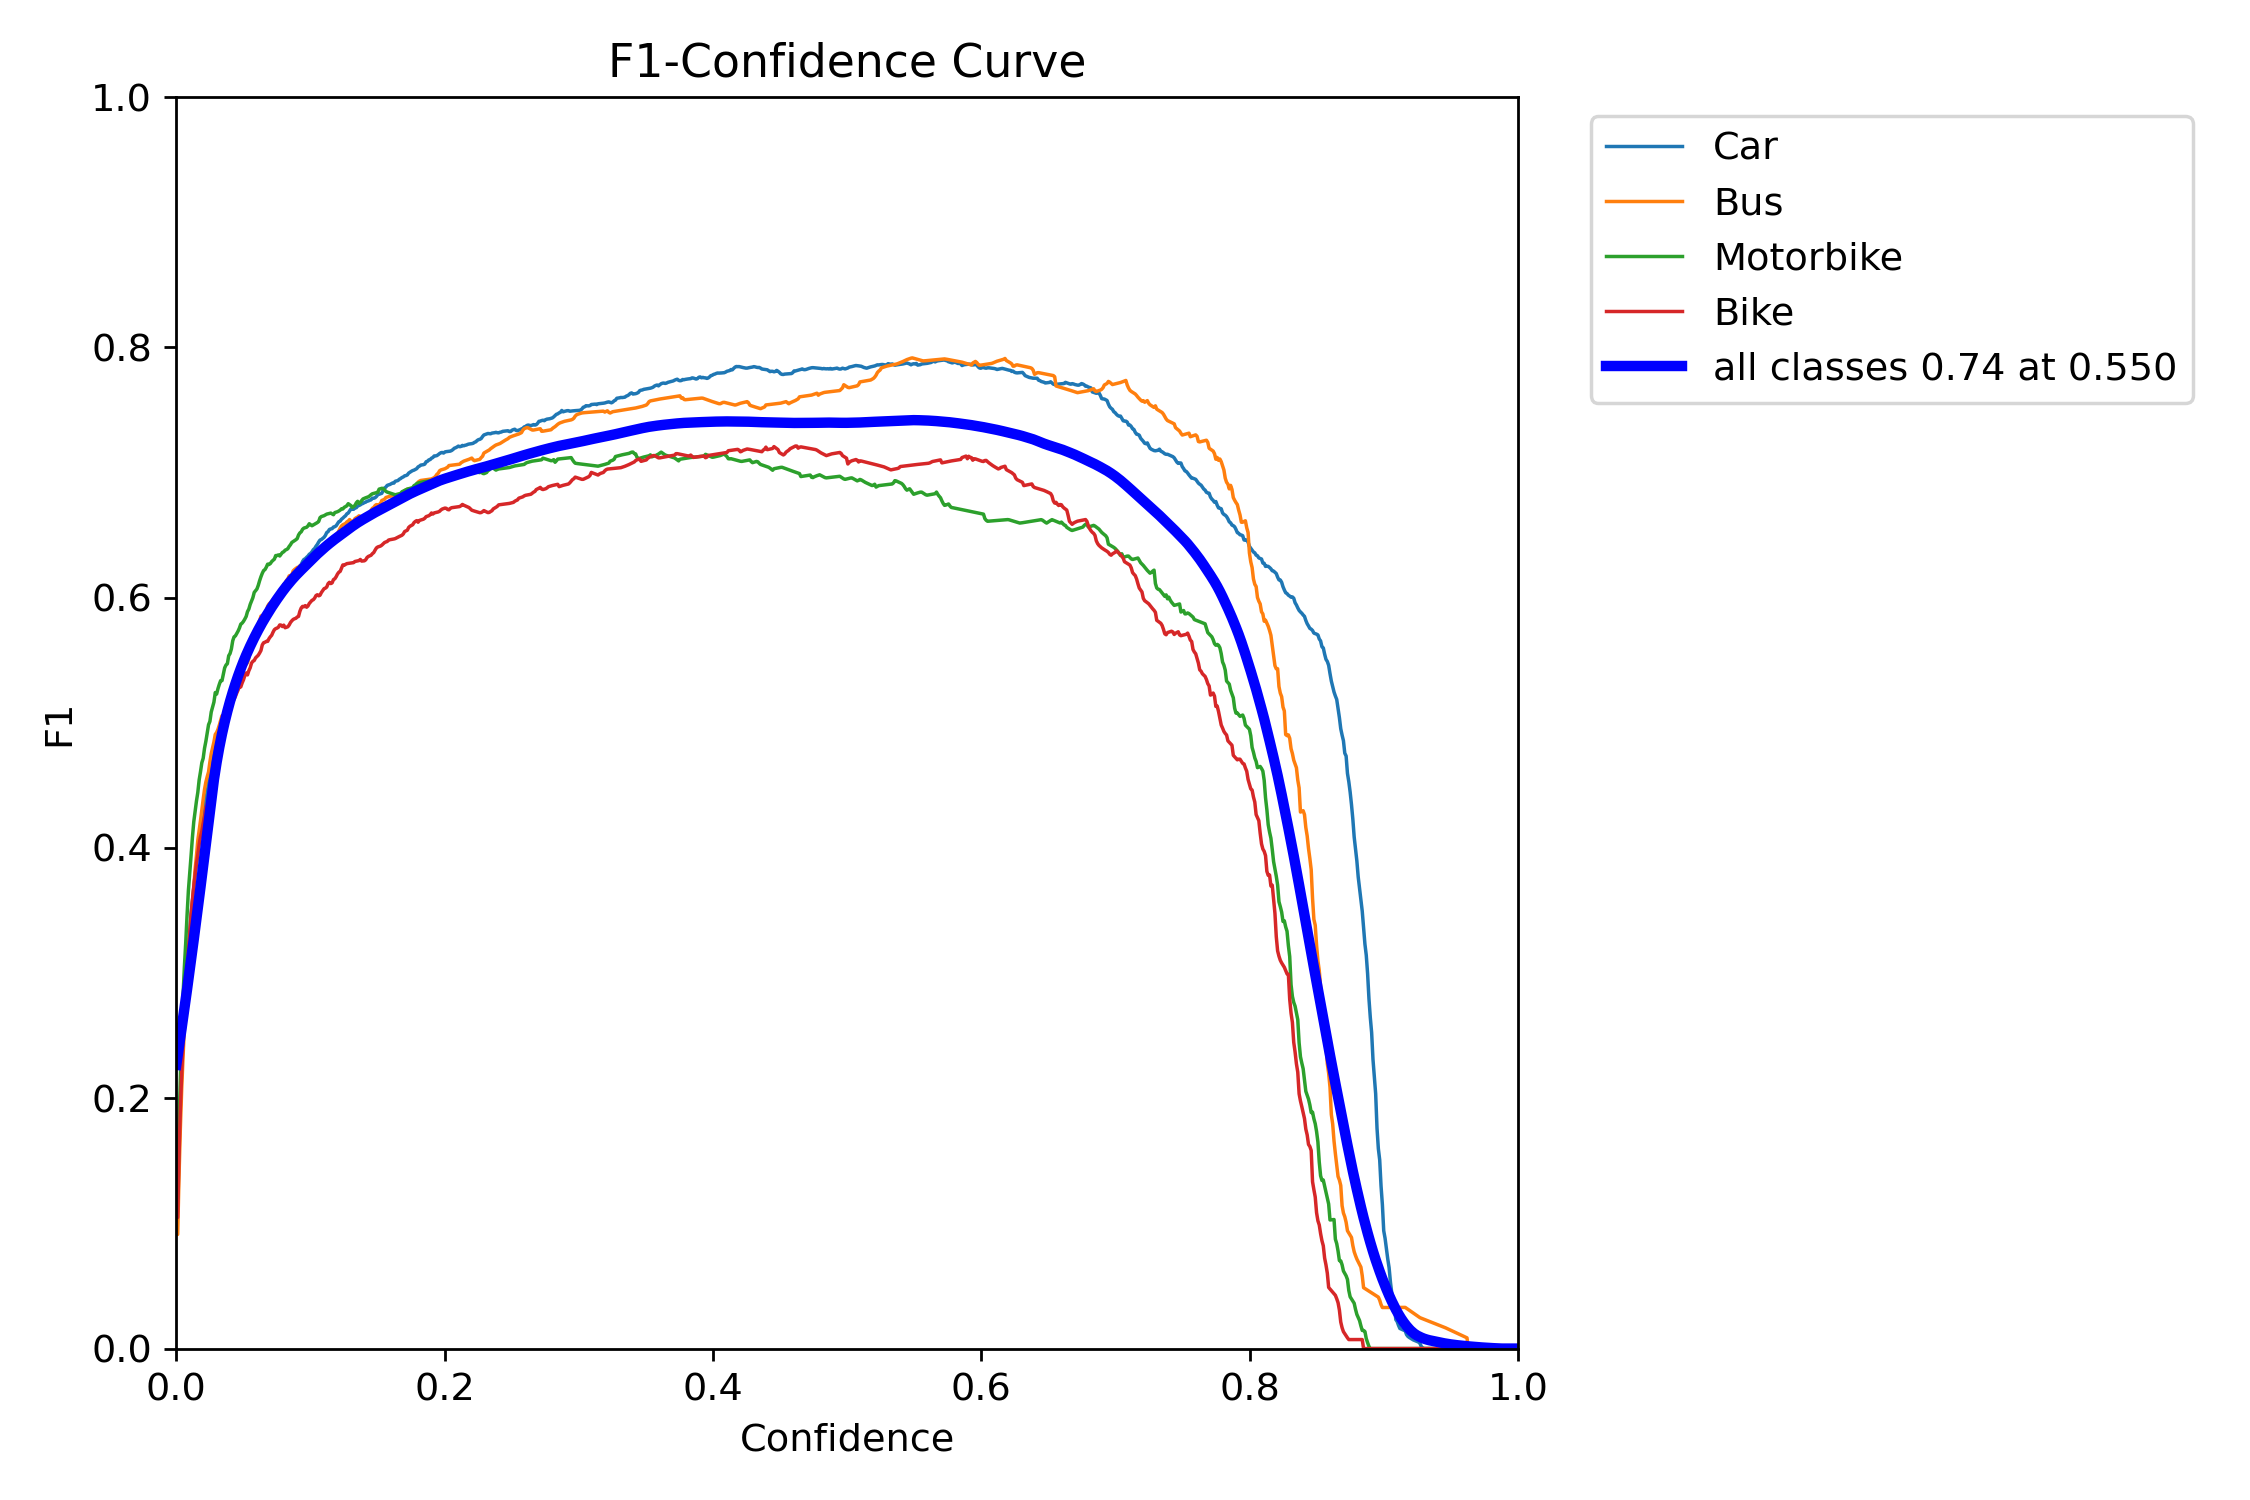 F1-Confidence Curve
1.0
0.8
0.6
0.4
0.2
0.0
F1
0.0 0.2 0.4 0.6 0.8 1.0
Confidence
Car
Bus
Motorbike
Bike
all classes 0.74 at 0.550